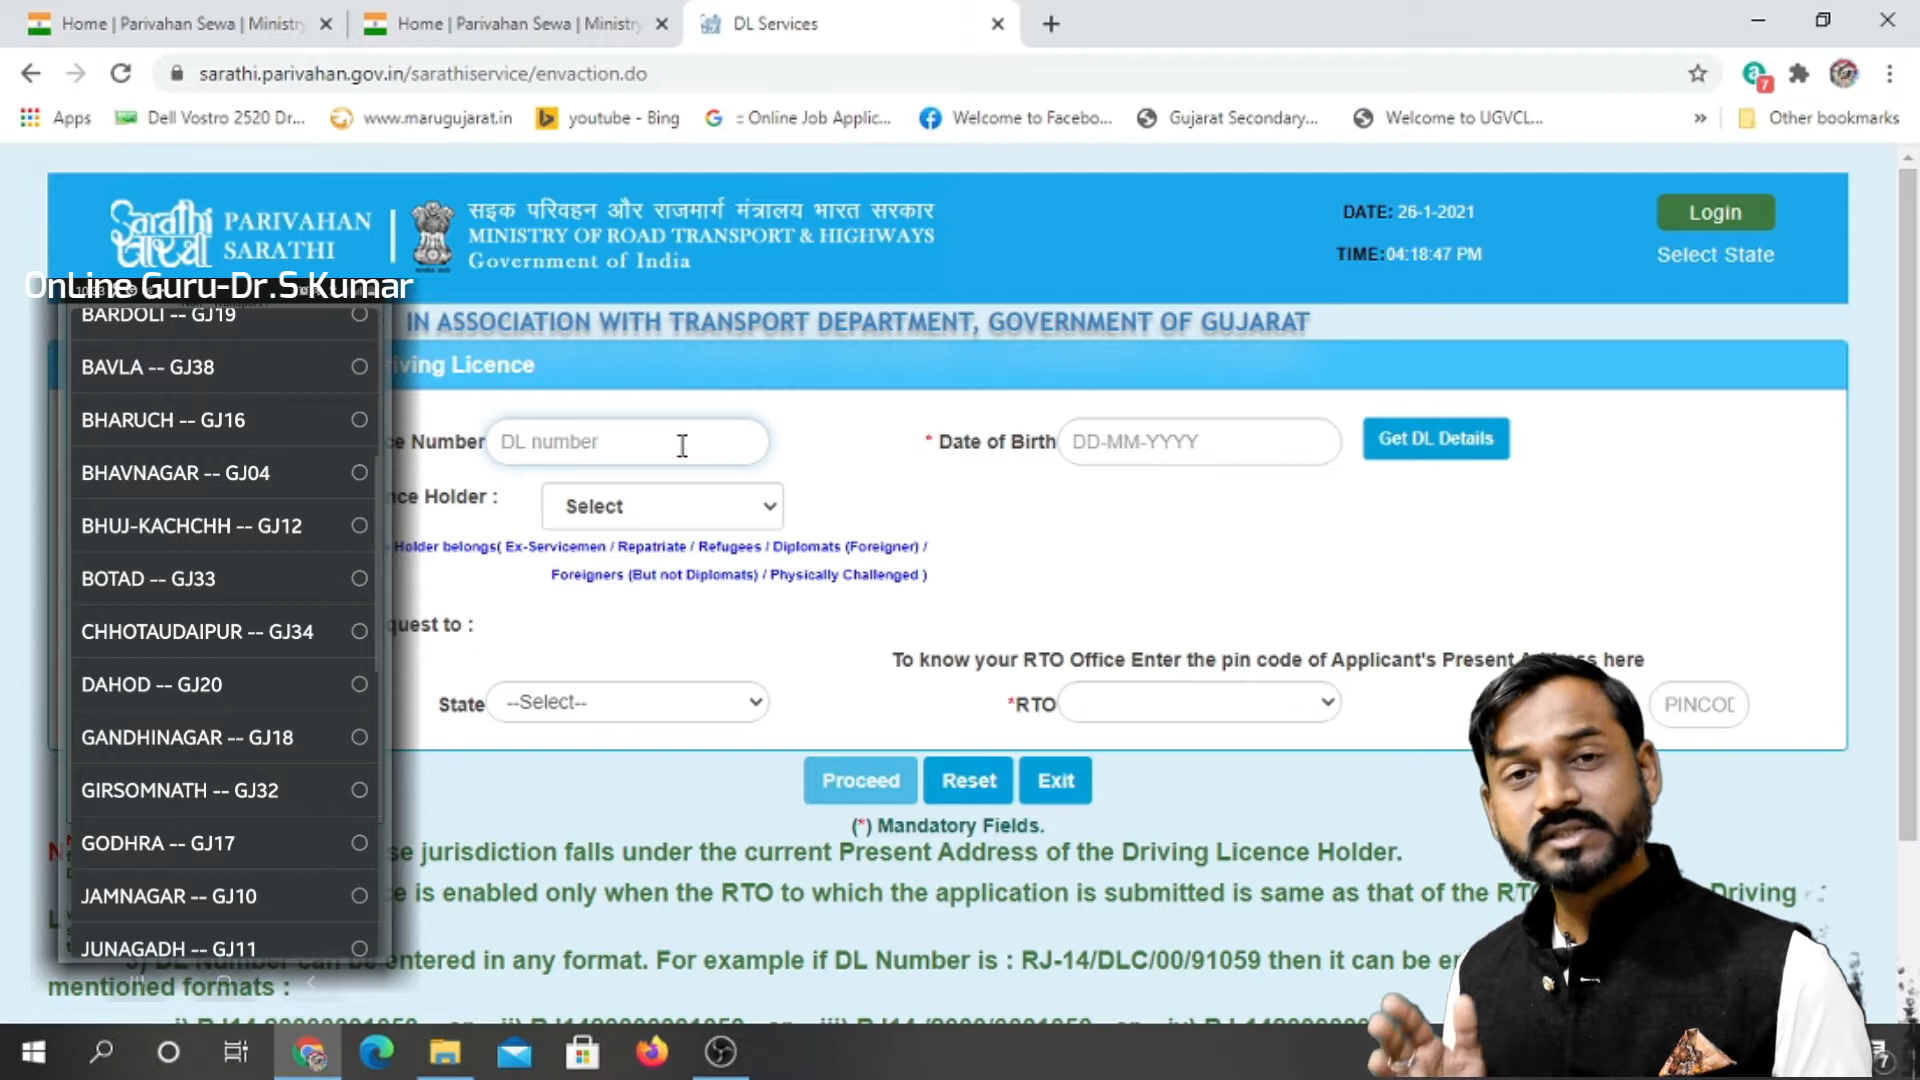 Home | Parivahan Sewa | Ministry
Home | Parivahan Sewa | Ministry
DL Services
sarathi.parivahan.gov.in/sarathiservice/envaction.do
7
Apps
Dell Vostro 2520 Dr...
www.marugujarat.in
youtube - Bing
:: Online Job Applic...
Welcome to Facebo...
Gujarat Secondary...
Welcome to UGVCL...
»
Other bookmarks
Sarathi
PARIVAHAN
SARATHI
सड़क परिवहन और राजमार्ग मंत्रालय भारत सरकार
MINISTRY OF ROAD TRANSPORT & HIGHWAYS
Government of India
DATE: 26-1-2021
TIME:04:18:47 PM
Login
Select State
OnLine Guru-Dr.S.Kumar
IN ASSOCIATION WITH TRANSPORT DEPARTMENT, GOVERNMENT OF GUJARAT
BARDOLI -- GJ19
BAVLA -- GJ38
BHARUCH -- GJ16
BHAVNAGAR -- GJ04
BHUJ-KACHCHH -- GJ12
BOTAD -- GJ33
CHHOTAUDAIPUR -- GJ34
DAHOD -- GJ20
GANDHINAGAR -- GJ18
GIRSOMNATH -- GJ32
GODHRA -- GJ17
JAMNAGAR -- GJ10
JUNAGADH -- GJ11
iving Licence
ce Number
DL number
* Date of Birth
DD-MM-YYYY
Get DL Details
nce Holder :
Select
Holder belongs( Ex-Servicemen / Repatriate / Refugees / Diplomats (Foreigner) /
Foreigners (But not Diplomats) / Physically Challenged )
quest to :
To know your RTO Office Enter the pin code of Applicant's Present Address here
State
--Select--
*RTO
PINCOD
Proceed
Reset
Exit
(*) Mandatory Fields.
se jurisdiction falls under the current Present Address of the Driving Licence Holder.
ce is enabled only when the RTO to which the application is submitted is same as that of the RTO Driving
3) DL Number can be entered in any format. For example if DL Number is : RJ-14/DLC/00/91059 then it can be
mentioned formats :